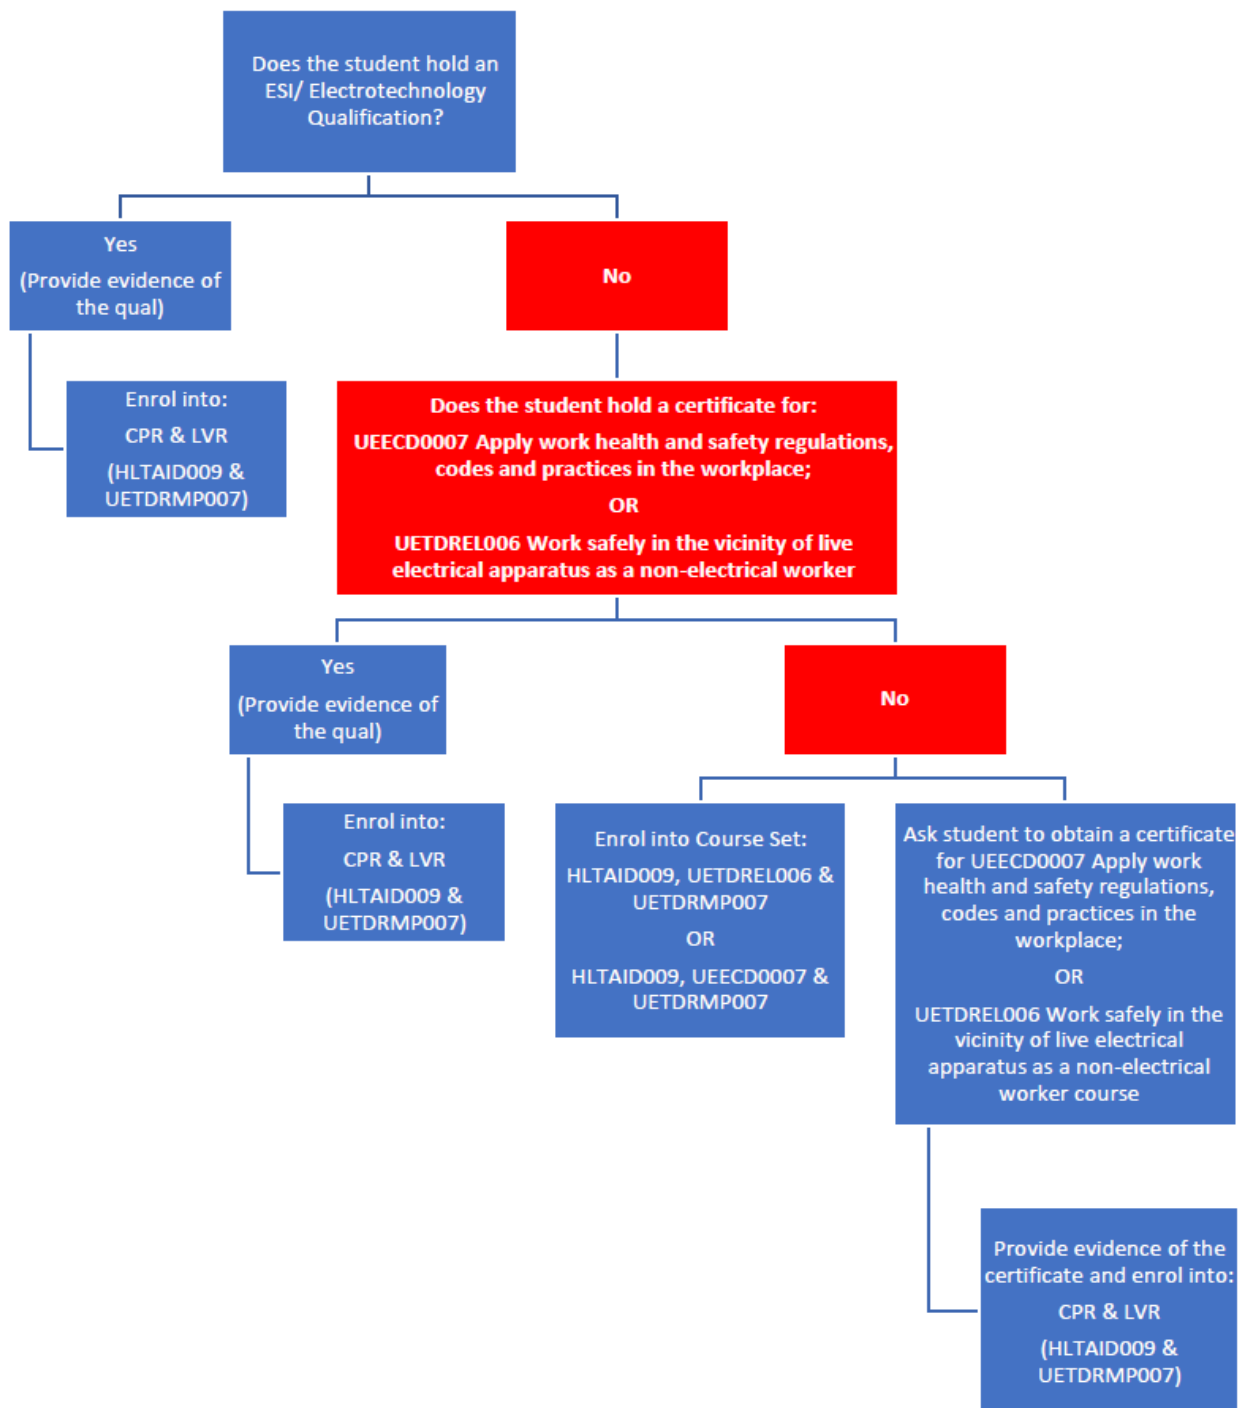 Does the student hold an
ESI/ Electrotechnology
Qualification?
Yes
(Provide evidence of
the qual)
No
Enrol into:
CPR & LVR
(HLTAID009 &
UETDRMP007)
Does the student hold a certificate for:
UEECD0007 Apply work health and safety regulations,
codes and practices in the workplace;
OR
UETDREL006 Work safely in the vicinity of live
electrical apparatus as a non-electrical worker
Yes
(Provide evidence of
the qual)
No
Enrol into:
CPR & LVR
(HLTAID009 &
UETDRMP007)
Enrol into Course Set:
HLTAID009, UETDREL006 &
UETDRMP007
OR
HLTAID009, UEECD0007 &
UETDRMP007
Ask student to obtain a certificate
for UEECD0007 Apply work
health and safety regulations,
codes and practices in the
workplace;
OR
UETDREL006 Work safely in the
vicinity of live electrical
apparatus as a non-electrical
worker course
Provide evidence of the
certificate and enrol into:
CPR & LVR
(HLTAID009 &
UETDRMP007)